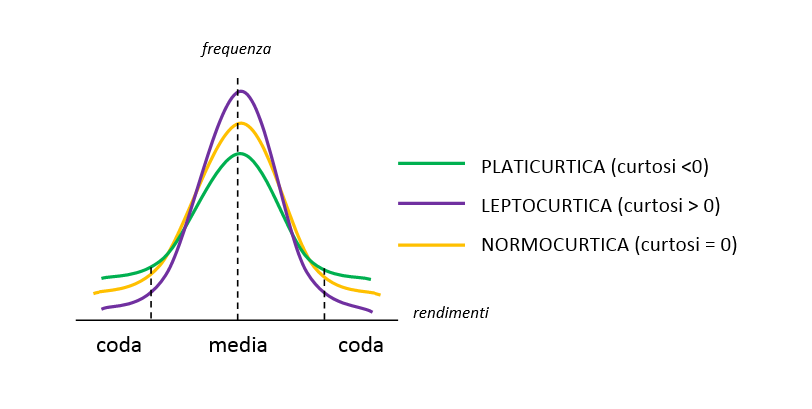 frequenza
PLATICURTICA (curtosi <0)
LEPTOCURTICA (curtosi > 0)
NORMOCURTICA (curtosi = 0)
rendimenti
coda media coda